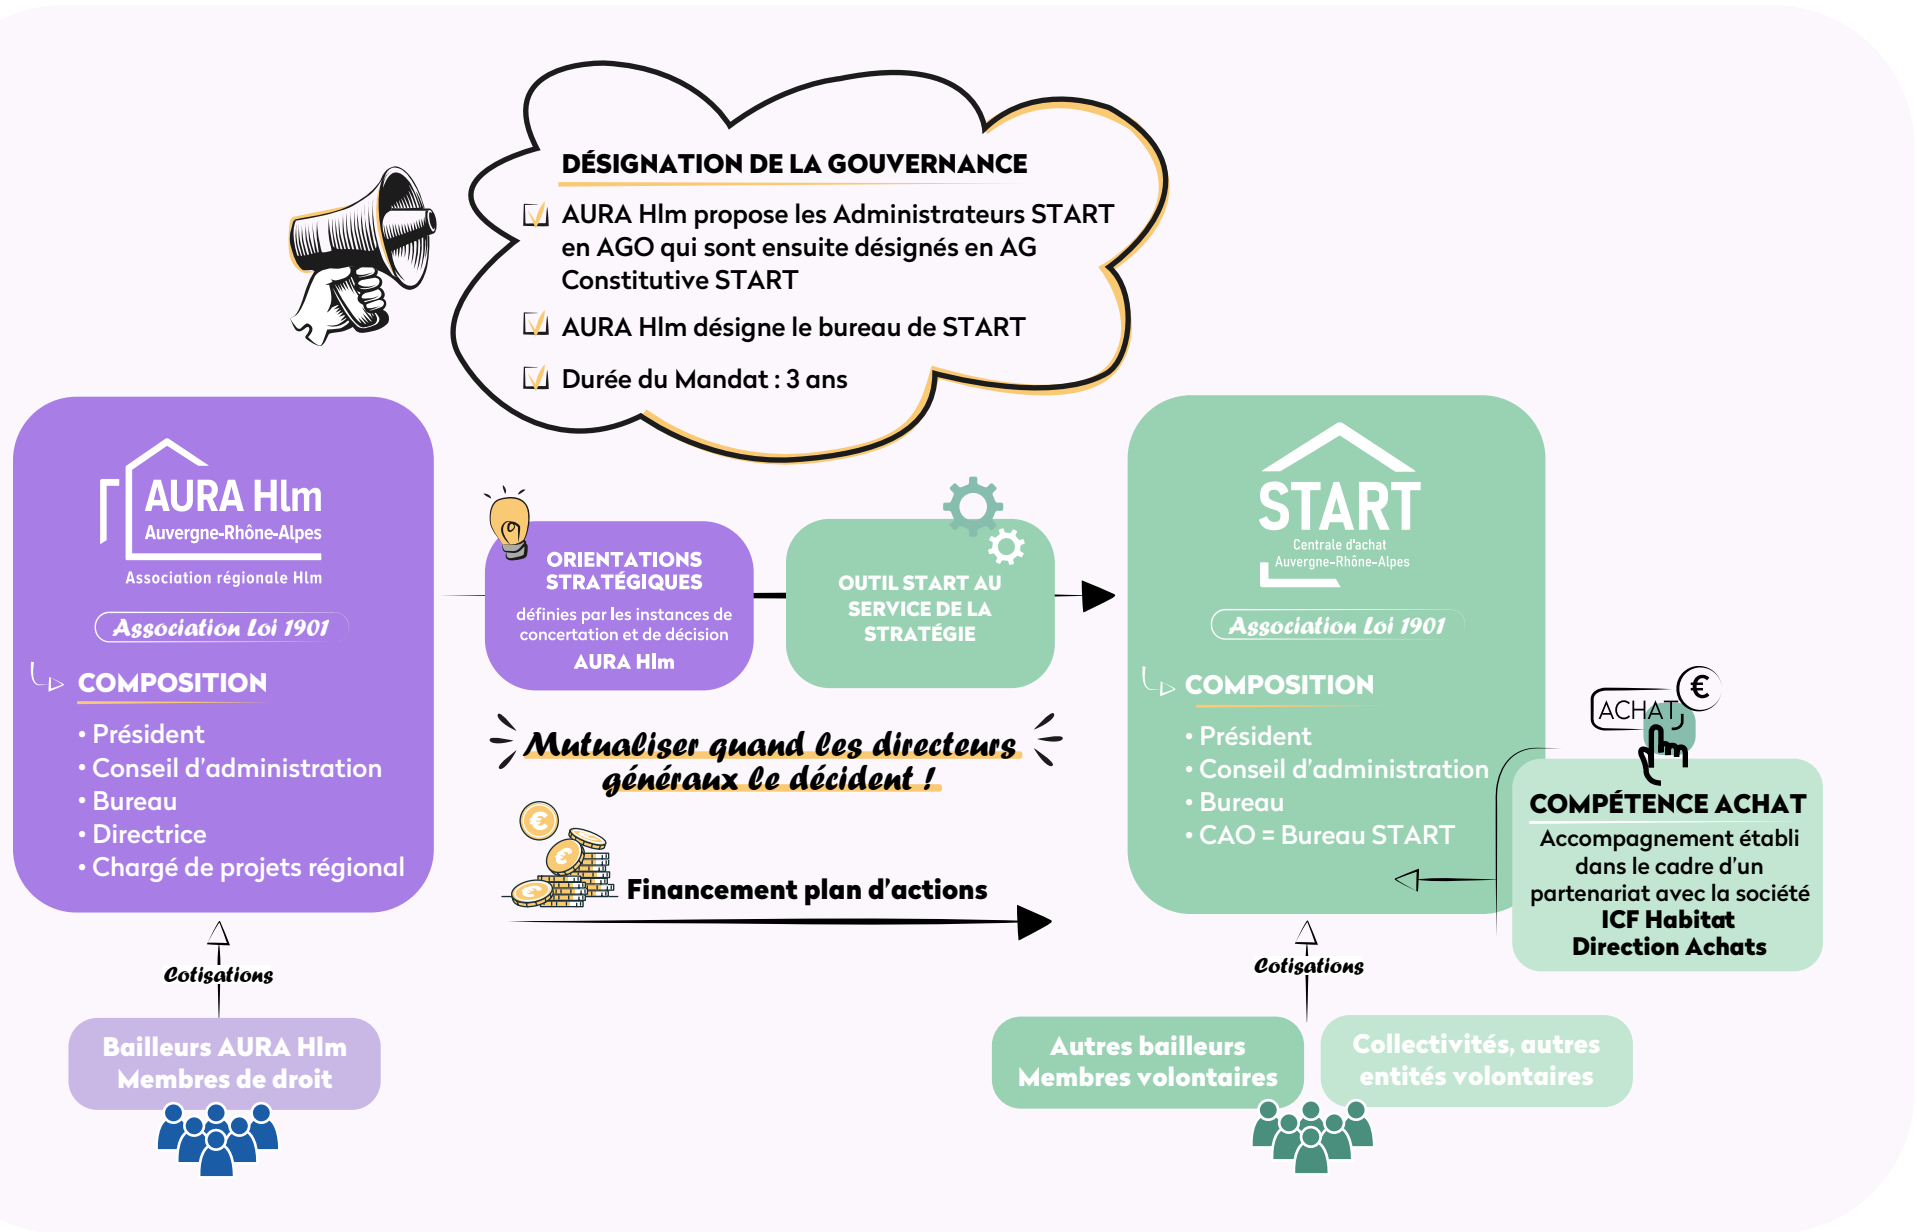 DÉSIGNATION DE LA GOUVERNANCE
AURA Hlm propose les Administrateurs START
en AGO qui sont ensuite désignés en AG
Constitutive START
AURA Hlm désigne le bureau de START
Durée du Mandat : 3 ans
AURA Hlm
Auvergne-Rhône-Alpes
Association régionale Hlm
Association Loi 1901
COMPOSITION
• Président
• Conseil d'administration
• Bureau
• Directrice
• Chargé de projets régional
Cotisations
Bailleurs AURA Hlm
Membres de droit
ORIENTATIONS
STRATÉGIQUES
définies par les instances de
concertation et de décision
AURA Hlm
OUTIL START AU
SERVICE DE LA
STRATÉGIE
Mutualiser quand les directeurs
généraux le décident !
€
€
€
Financement plan d'actions
START
Centrale d'achat
Auvergne-Rhône-Alpes
Association Loi 1901
COMPOSITION
• Président
• Conseil d'administration
• Bureau
• CAO = Bureau START
€
ACHAT
COMPÉTENCE ACHAT
Accompagnement établi
dans le cadre d'un
partenariat avec la société
ICF Habitat
Direction Achats
Cotisations
Autres bailleurs
Membres volontaires
Collectivités, autres
entités volontaires